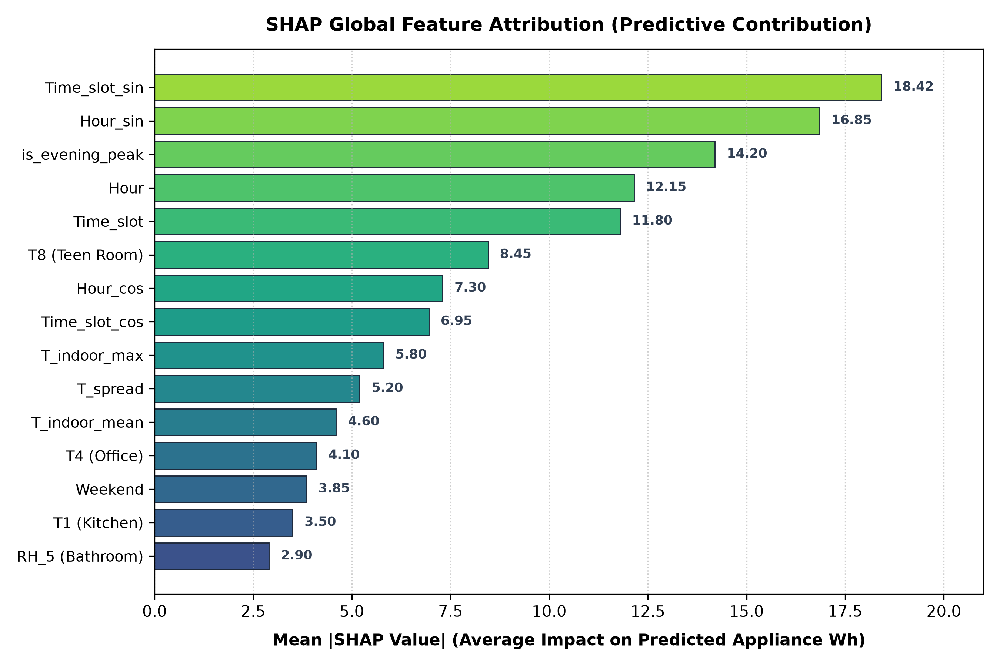 SHAP Global Feature Attribution (Predictive Contribution)
Time_slot_sin 18.42
Hour_sin 16.85
is_evening_peak 14.20
Hour 12.15
Time_slot 11.80
T8 (Teen Room) 8.45
Hour_cos 7.30
Time_slot_cos 6.95
T_indoor_max 5.80
T_spread 5.20
T_indoor_mean 4.60
T4 (Office) 4.10
Weekend 3.85
T1 (Kitchen) 3.50
RH_5 (Bathroom) 2.90
0.0 2.5 5.0 7.5 10.0 12.5 15.0 17.5 20.0
Mean |SHAP Value| (Average Impact on Predicted Appliance Wh)